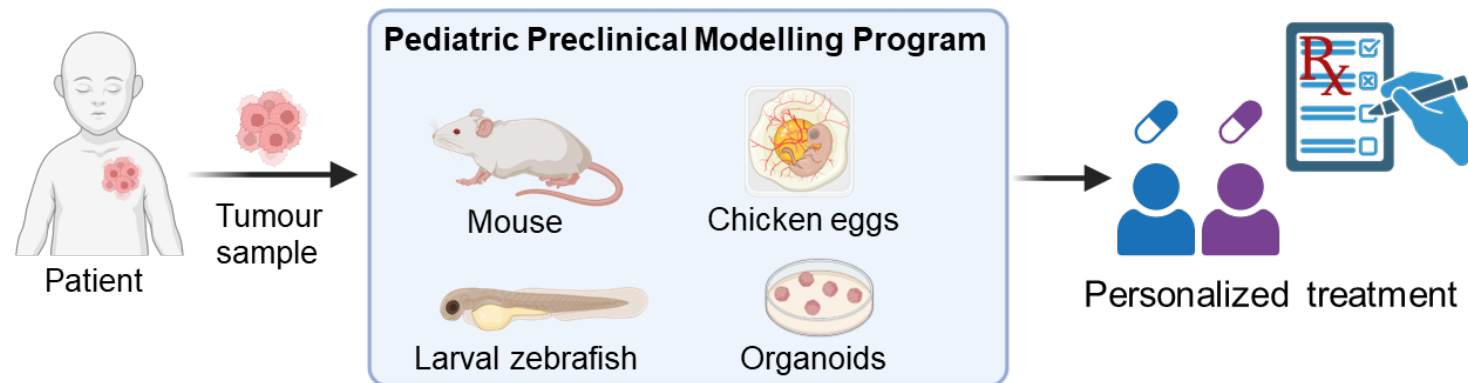 Pediatric Preclinical Modelling Program
Patient
Tumour
sample
Mouse
Chicken eggs
Larval zebrafish
Organoids
Rx
Personalized treatment